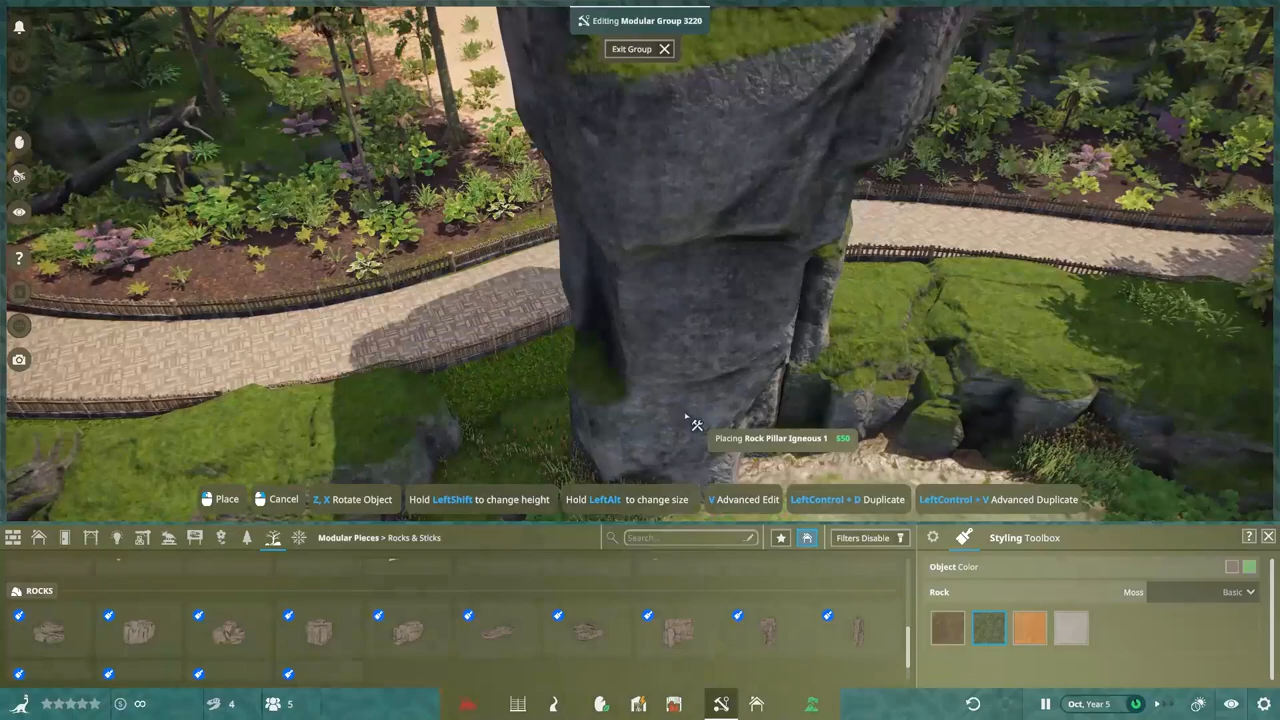 Editing Modular Group 3220
Exit Group
Placing Rock Pillar Igneous 1 $50
Place
Cancel
Z, X Rotate Object
Hold LeftShift to change height
Hold LeftAlt to change size
V Advanced Edit
LeftControl + D Duplicate
LeftControl + V Advanced Duplicate
Modular Pieces > Rocks & Sticks
Search...
Filters Disable
Styling Toolbox
?
ROCKS
Object Color
Rock
Moss
Basic
4
5
Oct, Year 5